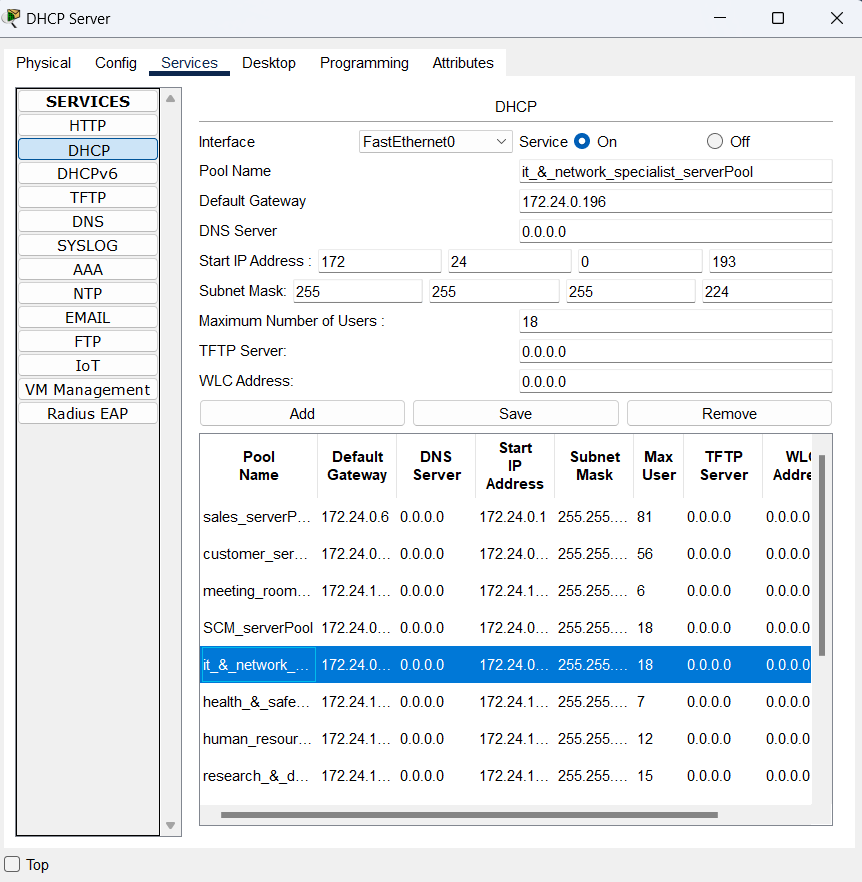 DHCP Server
Physical Config Services Desktop Programming Attributes
SERVICES
HTTP
DHCP
DHCPv6
TFTP
DNS
SYSLOG
AAA
NTP
EMAIL
FTP
IoT
VM Management
Radius EAP
DHCP
Interface FastEthernet0 Service On Off
Pool Name it_&_network_specialist_serverPool
Default Gateway 172.24.0.196
DNS Server 0.0.0.0
Start IP Address : 172 24 0 193
Subnet Mask: 255 255 255 224
Maximum Number of Users : 18
TFTP Server: 0.0.0.0
WLC Address: 0.0.0.0
Add Save Remove
Pool Name Default Gateway DNS Server Start IP Address Subnet Mask Max User TFTP Server WLC Addre
sales_serverP... 172.24.0.6 0.0.0.0 172.24.0.1 255.255.... 81 0.0.0.0 0.0.0.0
customer_ser... 172.24.0... 0.0.0.0 172.24.0... 255.255.... 56 0.0.0.0 0.0.0.0
meeting_room... 172.24.1... 0.0.0.0 172.24.1... 255.255.... 6 0.0.0.0 0.0.0.0
SCM_serverPool 172.24.0... 0.0.0.0 172.24.0... 255.255.... 18 0.0.0.0 0.0.0.0
it_&_network_... 172.24.0... 0.0.0.0 172.24.0... 255.255.... 18 0.0.0.0 0.0.0.0
health_&_safe... 172.24.1... 0.0.0.0 172.24.1... 255.255.... 7 0.0.0.0 0.0.0.0
human_resour... 172.24.1... 0.0.0.0 172.24.1... 255.255.... 12 0.0.0.0 0.0.0.0
research_&_d... 172.24.1... 0.0.0.0 172.24.1... 255.255.... 15 0.0.0.0 0.0.0.0
Top